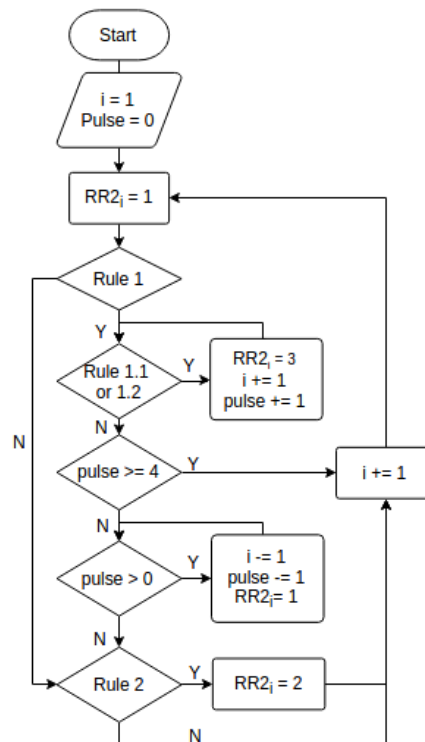 Start
i = 1
Pulse = 0
RR2i = 1
Rule 1
Y
Rule 1.1
or 1.2
Y
RR2i = 3
i += 1
pulse += 1
N
N
pulse >= 4
Y
i += 1
N
pulse > 0
Y
i -= 1
pulse -= 1
RR2i= 1
N
Rule 2
Y
RR2i = 2
N